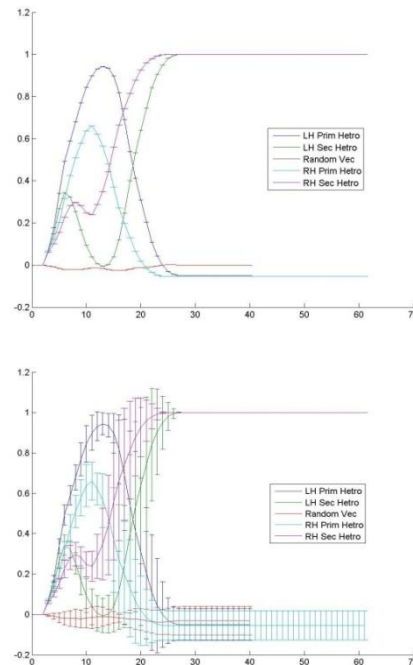 1.2
1
0.8
0.6
0.4
0.2
0
-0.2
0 10 20 30 40 50 60
LH Prim Hetro
LH Sec Hetro
Random Vec
RH Prim Hetro
RH Sec Hetro
1.2
1
0.8
0.6
0.4
0.2
0
-0.2
0 10 20 30 40 50 60
LH Prim Hetro
LH Sec Hetro
Random Vec
RH Prim Hetro
RH Sec Hetro